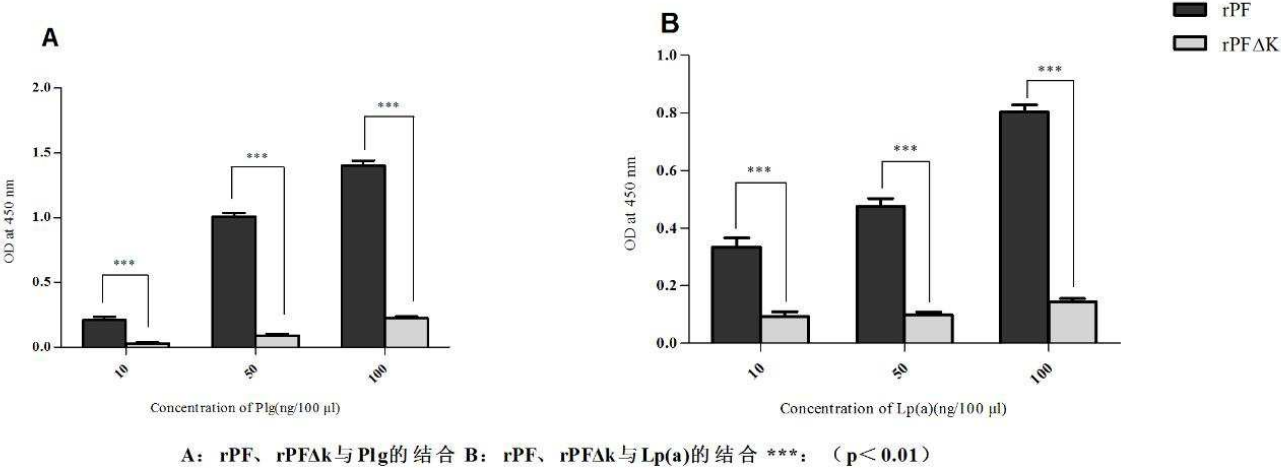 A
B
rPF
rPFΔK
2.0
1.5
1.0
0.5
0.0
OD at 450 nm
***
***
***
10
50
100
Concentration of Plg(ng/100 μl)
1.0
0.8
0.6
0.4
0.2
0.0
OD at 450 nm
***
***
***
10
50
100
Concentration of Lp(a)(ng/100 μl)
A： rPF、rPFΔk与Plg的结合 B： rPF、rPFΔk与Lp(a)的结合 ***： （p＜0.01）